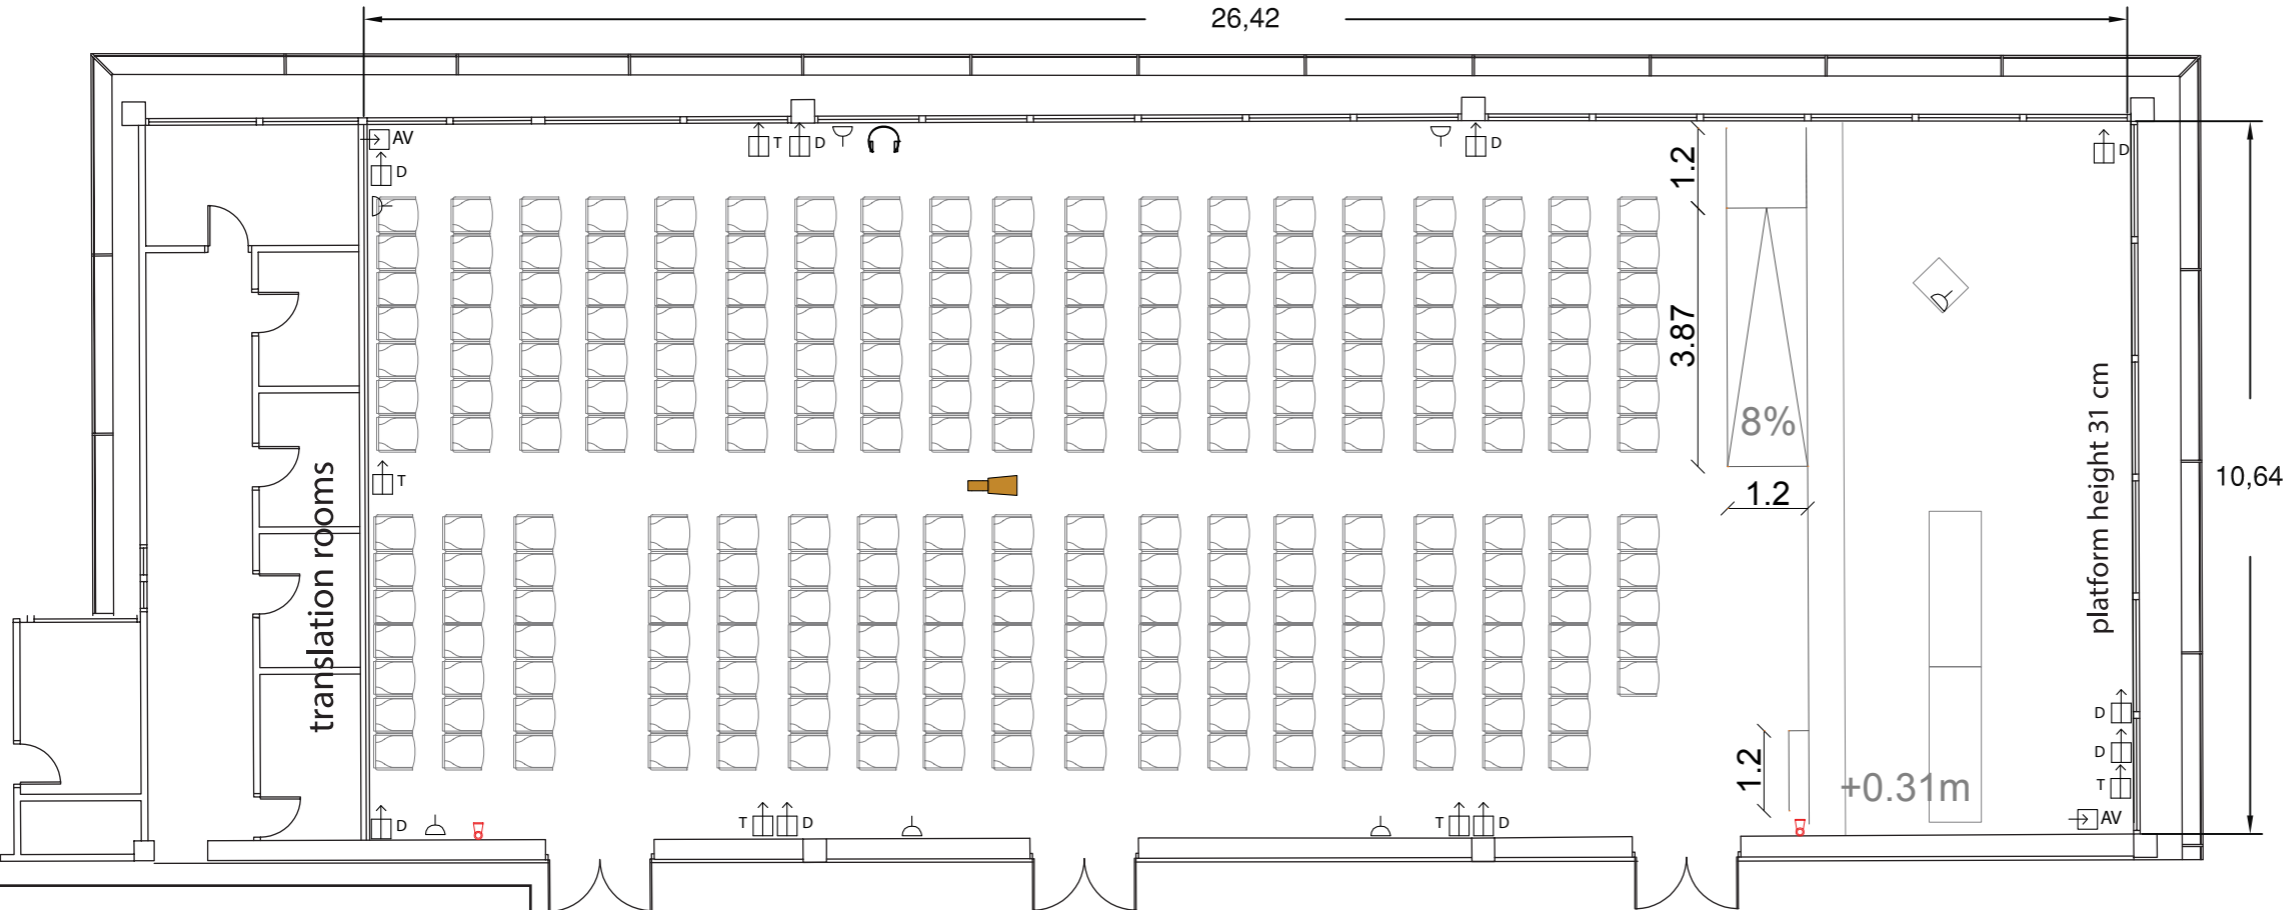 26,42
AV
D
T
D
D
D
1.2
3.87
8%
1.2
T
translation rooms
platform height 31 cm
10,64
D
D
T
AV
1.2
+0.31m
D
T
D
T
D